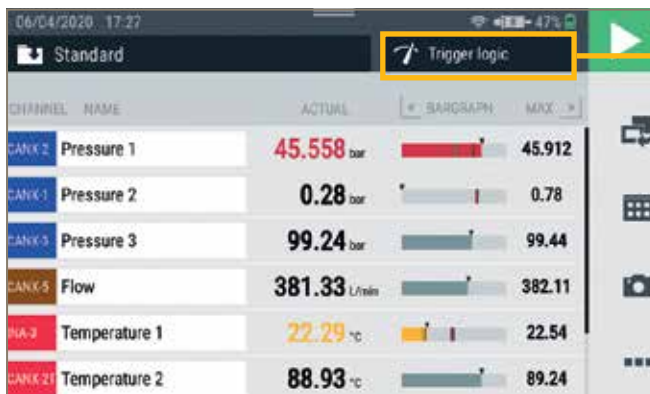 06/04/2020 17:27 47%
Standard Trigger logic
CHANNEL NAME ACTUAL BARGRAPH MAX
CANX-2 Pressure 1 45.558 bar 45.912
CANX-1 Pressure 2 0.28 bar 0.78
CANX-3 Pressure 3 99.24 bar 99.44
CANX-5 Flow 381.33 L/min 382.11
INA-3 Temperature 1 22.29 °C 22.54
Temperature 2 88.93 °C 89.24